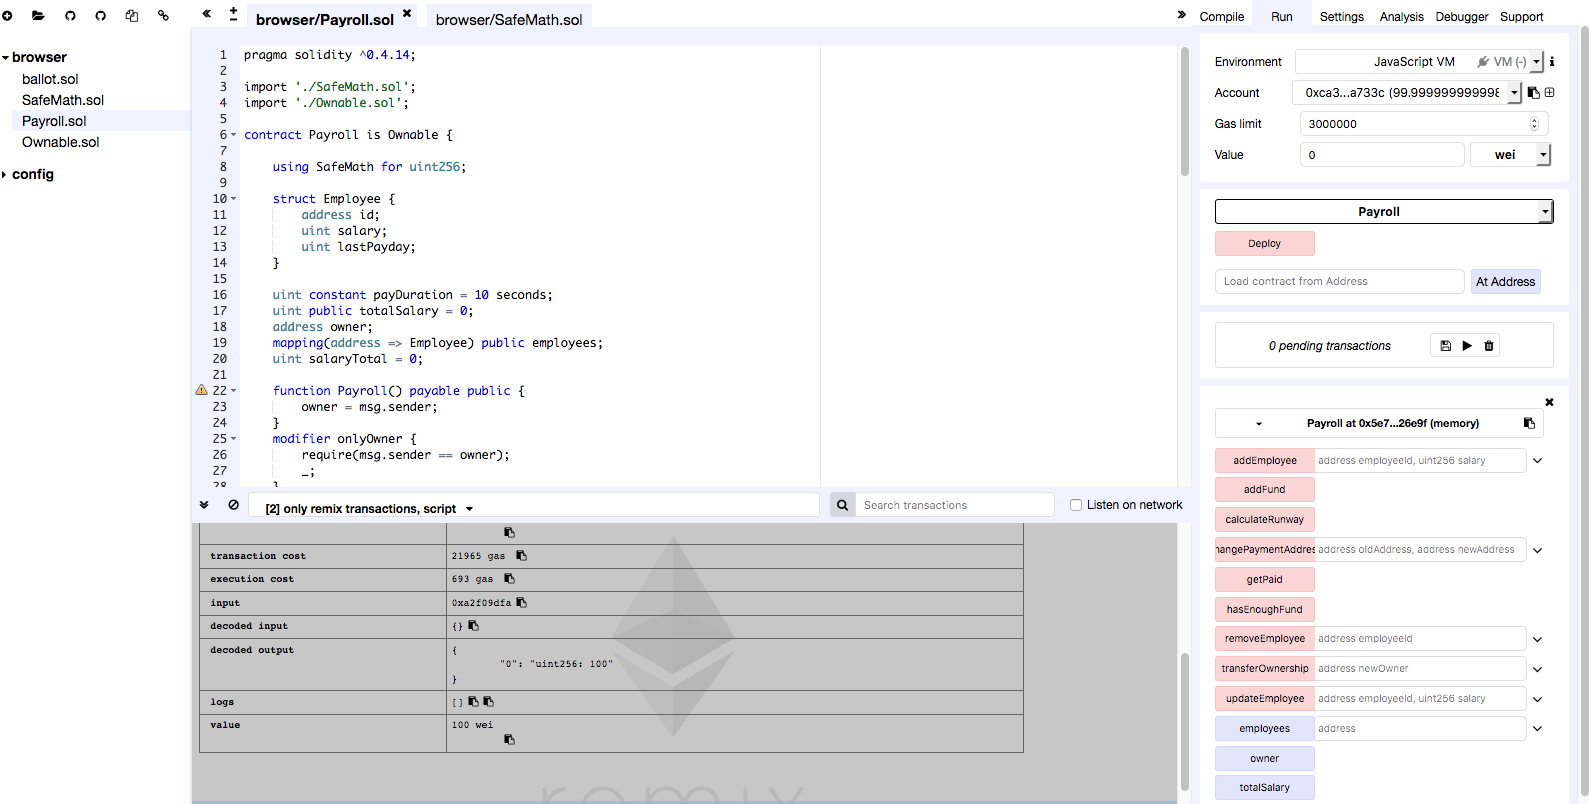 browser/Payroll.sol
browser/SafeMath.sol
Compile
Run
Settings
Analysis
Debugger
Support
browser
ballot.sol
SafeMath.sol
Payroll.sol
Ownable.sol
config
1 pragma solidity ^0.4.14;
2
3 import './SafeMath.sol';
4 import './Ownable.sol';
5
6 contract Payroll is Ownable {
7
8 using SafeMath for uint256;
9
10 struct Employee {
11 address id;
12 uint salary;
13 uint lastPayday;
14 }
15
16 uint constant payDuration = 10 seconds;
17 uint public totalSalary = 0;
18 address owner;
19 mapping(address => Employee) public employees;
20 uint salaryTotal = 0;
21
22 function Payroll() payable public {
23 owner = msg.sender;
24 }
25 modifier onlyOwner {
26 require(msg.sender == owner);
27 _;
28 }
[2] only remix transactions, script
Search transactions
Listen on network
transaction cost 21965 gas
execution cost 693 gas
input 0xa2f09dfa
decoded input {}
decoded output {
"0": "uint256: 100"
}
logs []
value 100 wei
remix
Environment JavaScript VM VM (-)
Account 0xca3...a733c (99.999999999998
Gas limit 3000000
Value 0 wei
Payroll
Deploy
Load contract from Address At Address
0 pending transactions
Payroll at 0x5e7...26e9f (memory)
addEmployee address employeeId, uint256 salary
addFund
calculateRunway
hangePaymentAddres address oldAddress, address newAddress
getPaid
hasEnoughFund
removeEmployee address employeeId
transferOwnership address newOwner
updateEmployee address employeeId, uint256 salary
employees address
owner
totalSalary